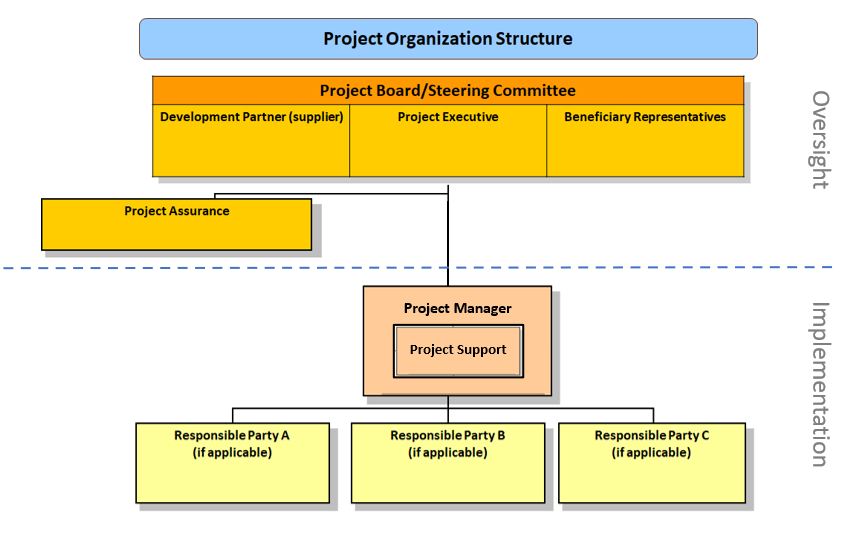 Project Organization Structure
Project Board/Steering Committee
Development Partner (supplier)
Project Executive
Beneficiary Representatives
Oversight
Project Assurance
Project Manager
Project Support
Implementation
Responsible Party A
(if applicable)
Responsible Party B
(if applicable)
Responsible Party C
(if applicable)